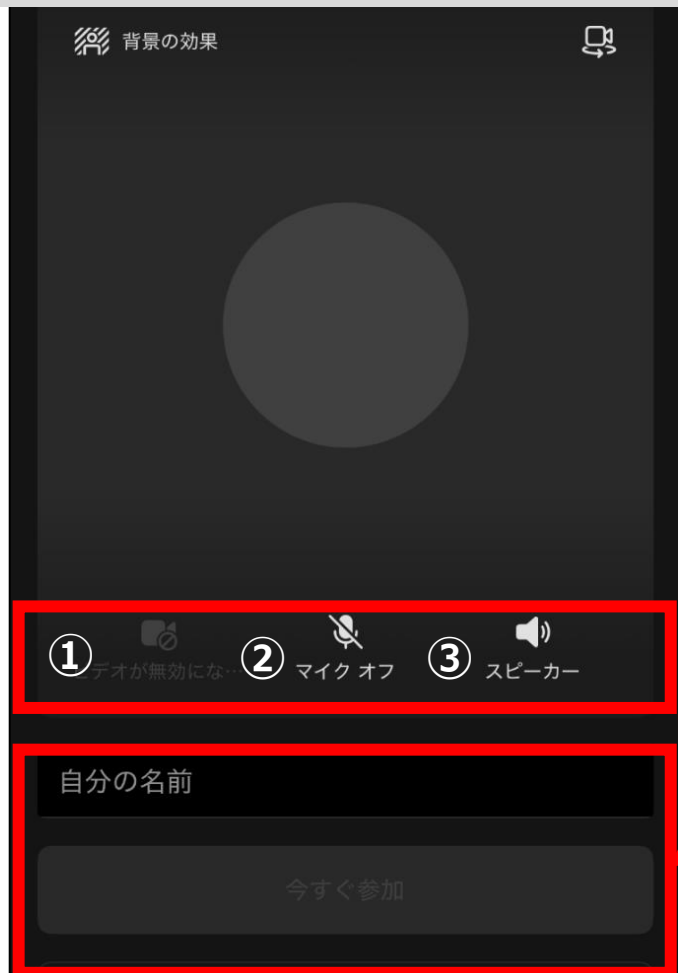 背景の効果
① ② ③
デオが無効にな… マイク オフ スピーカー
自分の名前
今すぐ参加